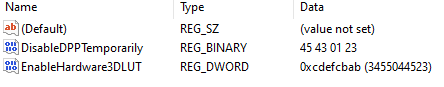 Name Type Data
(Default) REG_SZ (value not set)
DisableDPPTemporarily REG_BINARY 45 43 01 23
EnableHardware3DLUT REG_DWORD 0xcdefcbab (3455044523)